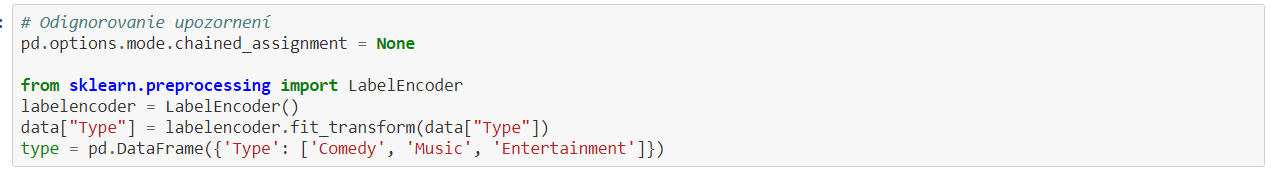 :
# Odignorovanie upozornení
pd.options.mode.chained_assignment = None
from sklearn.preprocessing import LabelEncoder
labelencoder = LabelEncoder()
data["Type"] = labelencoder.fit_transform(data["Type"])
type = pd.DataFrame({'Type': ['Comedy', 'Music', 'Entertainment']})